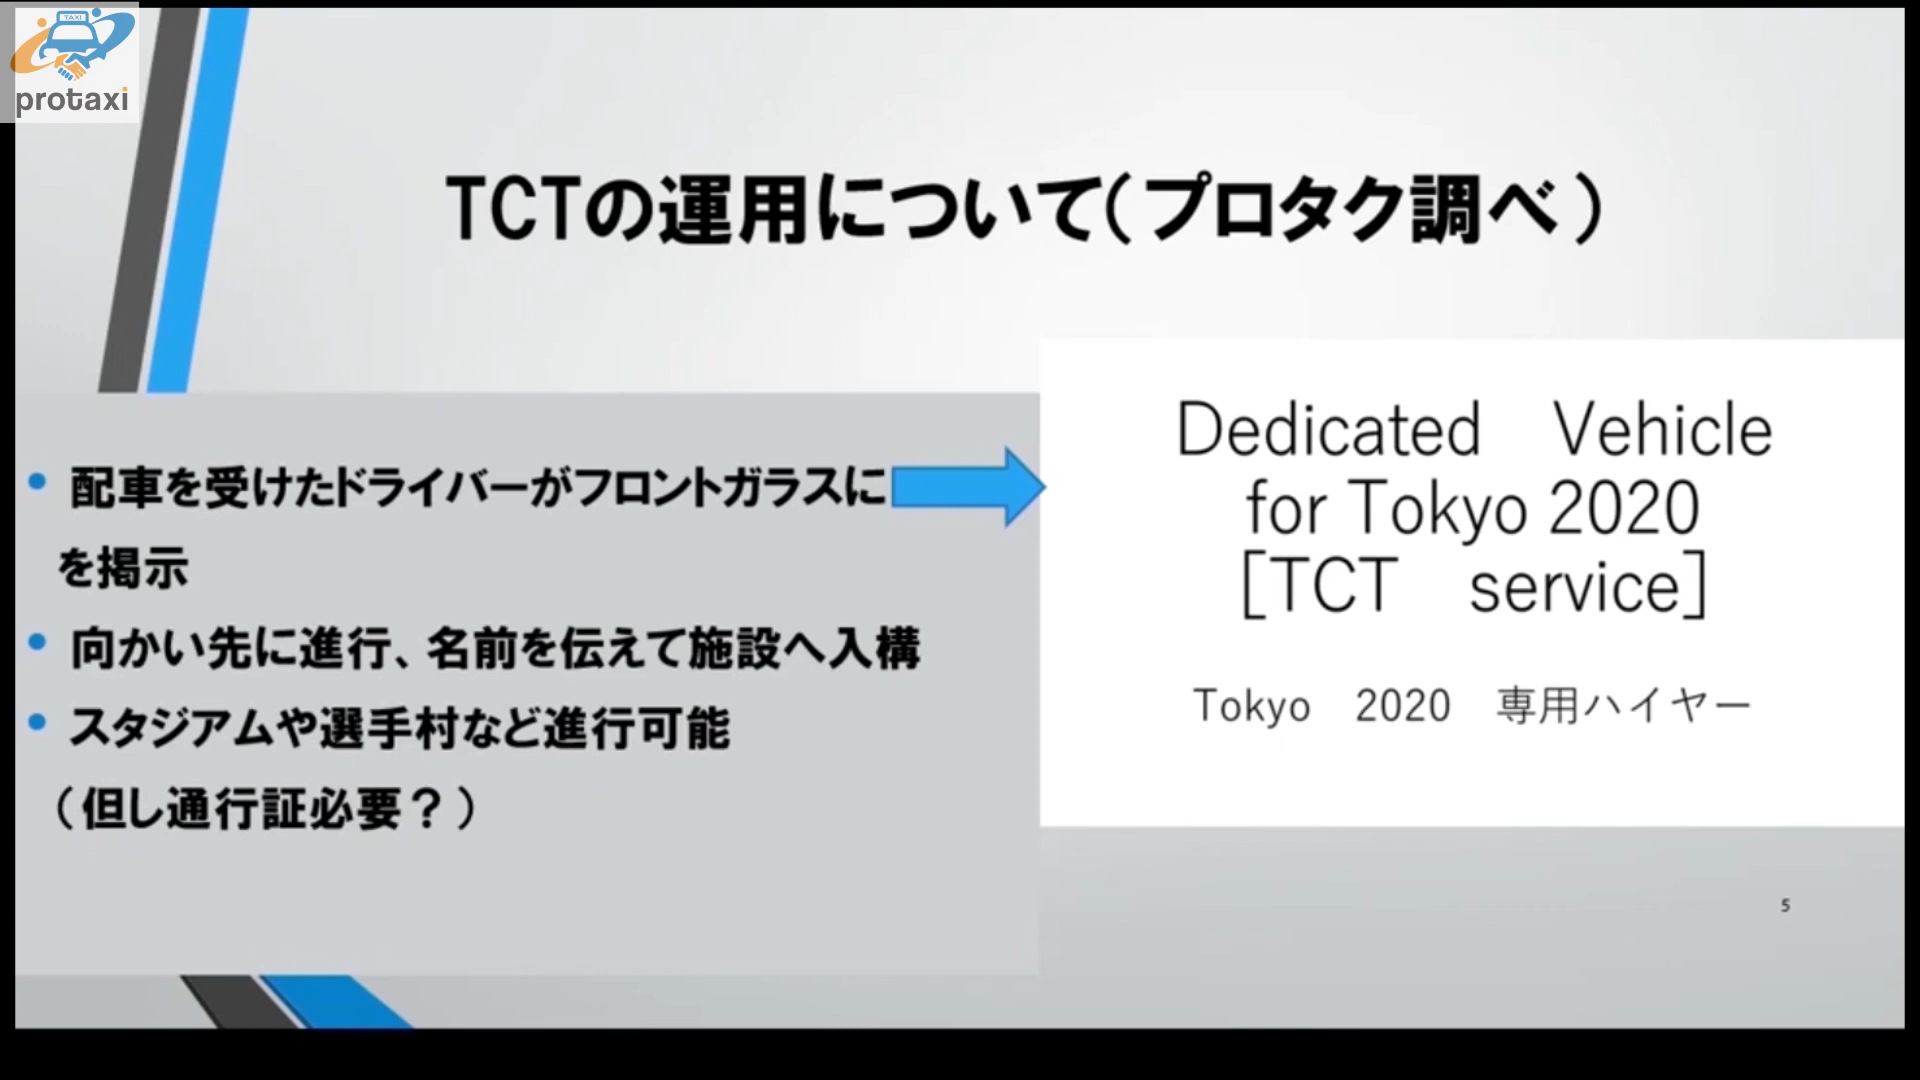 TAXI
protaxi
TCTの運用について(プロタク調べ)
• 配車を受けたドライバーがフロントガラスに
を掲示
• 向かい先に進行、名前を伝えて施設へ入構
• スタジアムや選手村など進行可能
(但し通行証必要?)
Dedicated　Vehicle
for Tokyo 2020
[TCT　service]
Tokyo　2020　専用ハイヤー
5